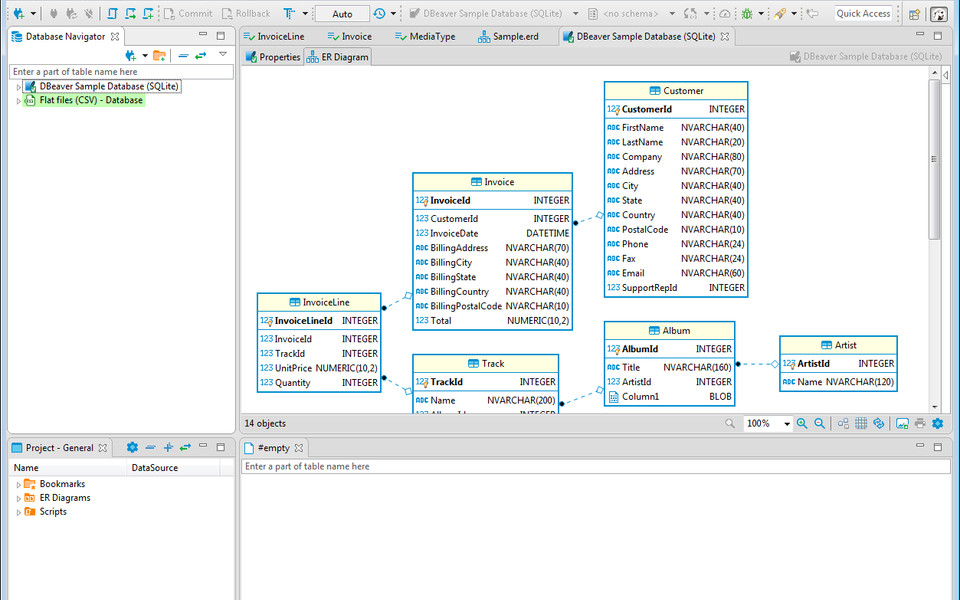 Commit
Rollback
Auto
DBeaver Sample Database (SQLite)
<no schema>
Quick Access
Database Navigator
Enter a part of table name here
DBeaver Sample Database (SQLite)
Flat files (CSV) - Database
InvoiceLine
Invoice
MediaType
Sample.erd
DBeaver Sample Database (SQLite)
Properties
ER Diagram
DBeaver Sample Database (SQLite)
Customer
123 CustomerId INTEGER
ABC FirstName NVARCHAR(40)
ABC LastName NVARCHAR(20)
ABC Company NVARCHAR(80)
ABC Address NVARCHAR(70)
ABC City NVARCHAR(40)
ABC State NVARCHAR(40)
ABC Country NVARCHAR(40)
ABC PostalCode NVARCHAR(10)
ABC Phone NVARCHAR(24)
ABC Fax NVARCHAR(24)
ABC Email NVARCHAR(60)
123 SupportRepId INTEGER
Invoice
123 InvoiceId INTEGER
123 CustomerId INTEGER
123 InvoiceDate DATETIME
ABC BillingAddress NVARCHAR(70)
ABC BillingCity NVARCHAR(40)
ABC BillingState NVARCHAR(40)
ABC BillingCountry NVARCHAR(40)
ABC BillingPostalCode NVARCHAR(10)
123 Total NUMERIC(10,2)
InvoiceLine
123 InvoiceLineId INTEGER
123 InvoiceId INTEGER
123 TrackId INTEGER
123 UnitPrice NUMERIC(10,2)
123 Quantity INTEGER
Track
123 TrackId INTEGER
ABC Name NVARCHAR(200)
Album
123 AlbumId INTEGER
ABC Title NVARCHAR(160)
123 ArtistId INTEGER
Column1 BLOB
Artist
123 ArtistId INTEGER
ABC Name NVARCHAR(120)
14 objects
100%
Project - General
Name DataSource
Bookmarks
ER Diagrams
Scripts
#empty
Enter a part of table name here